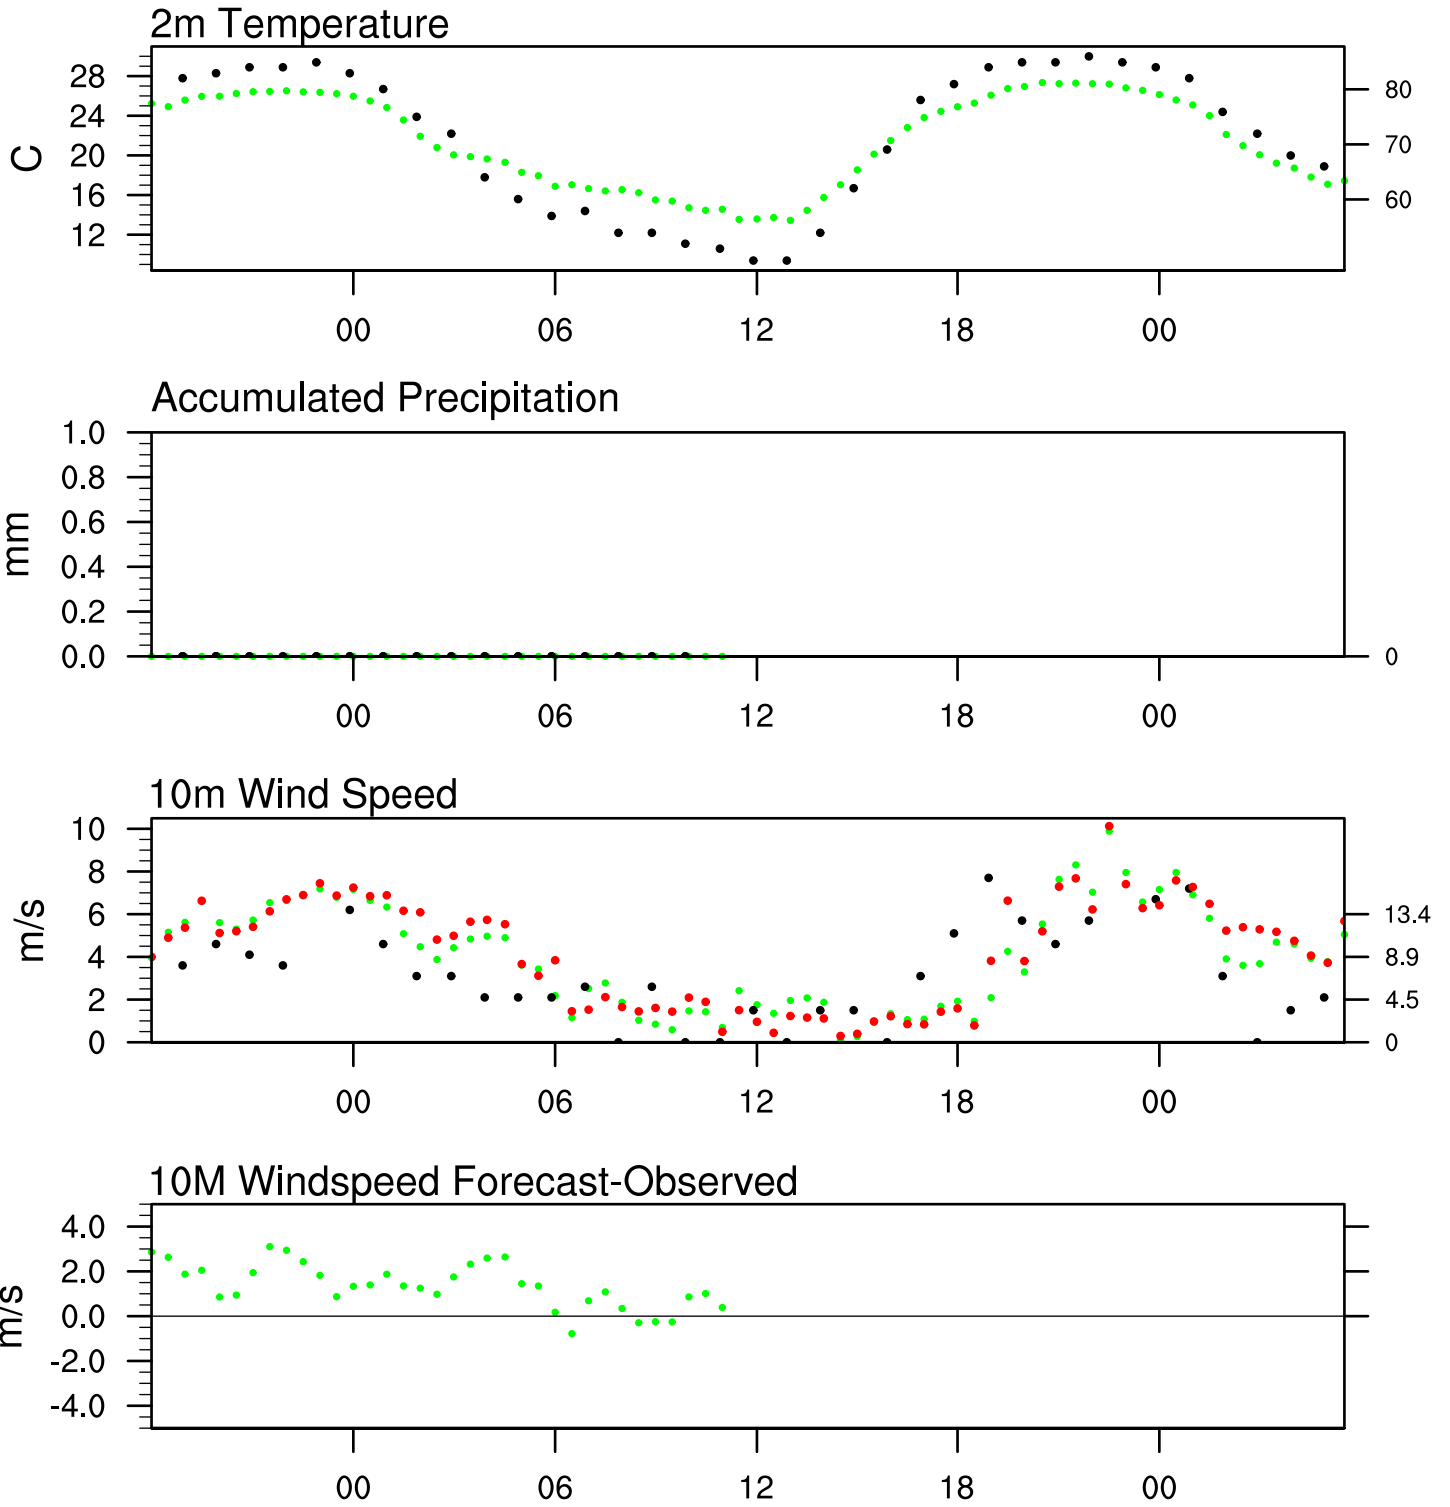 2m Temperature
28
24
20
16
12
C
80
70
60
00 06 12 18 00
Accumulated Precipitation
1.0
0.8
0.6
0.4
0.2
0.0
mm
0
00 06 12 18 00
10m Wind Speed
10
8
6
4
2
0
m/s
13.4
8.9
4.5
0
00 06 12 18 00
10M Windspeed Forecast-Observed
4.0
2.0
0.0
-2.0
-4.0
m/s
00 06 12 18 00